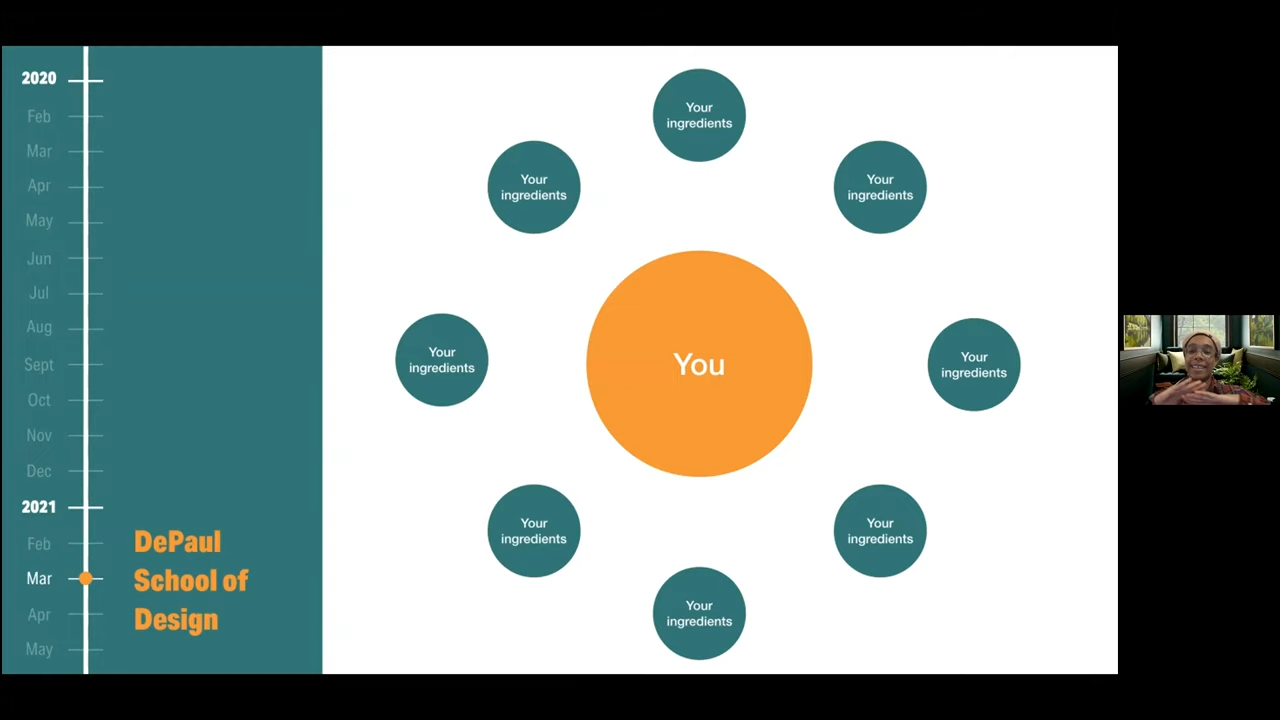 2020
Feb
Mar
Apr
May
Jun
Jul
Aug
Sept
Oct
Nov
Dec
2021
Feb
Mar
Apr
May
DePaul
School of
Design
Your
ingredients
Your
ingredients
Your
ingredients
Your
ingredients
You
Your
ingredients
Your
ingredients
Your
ingredients
Your
ingredients